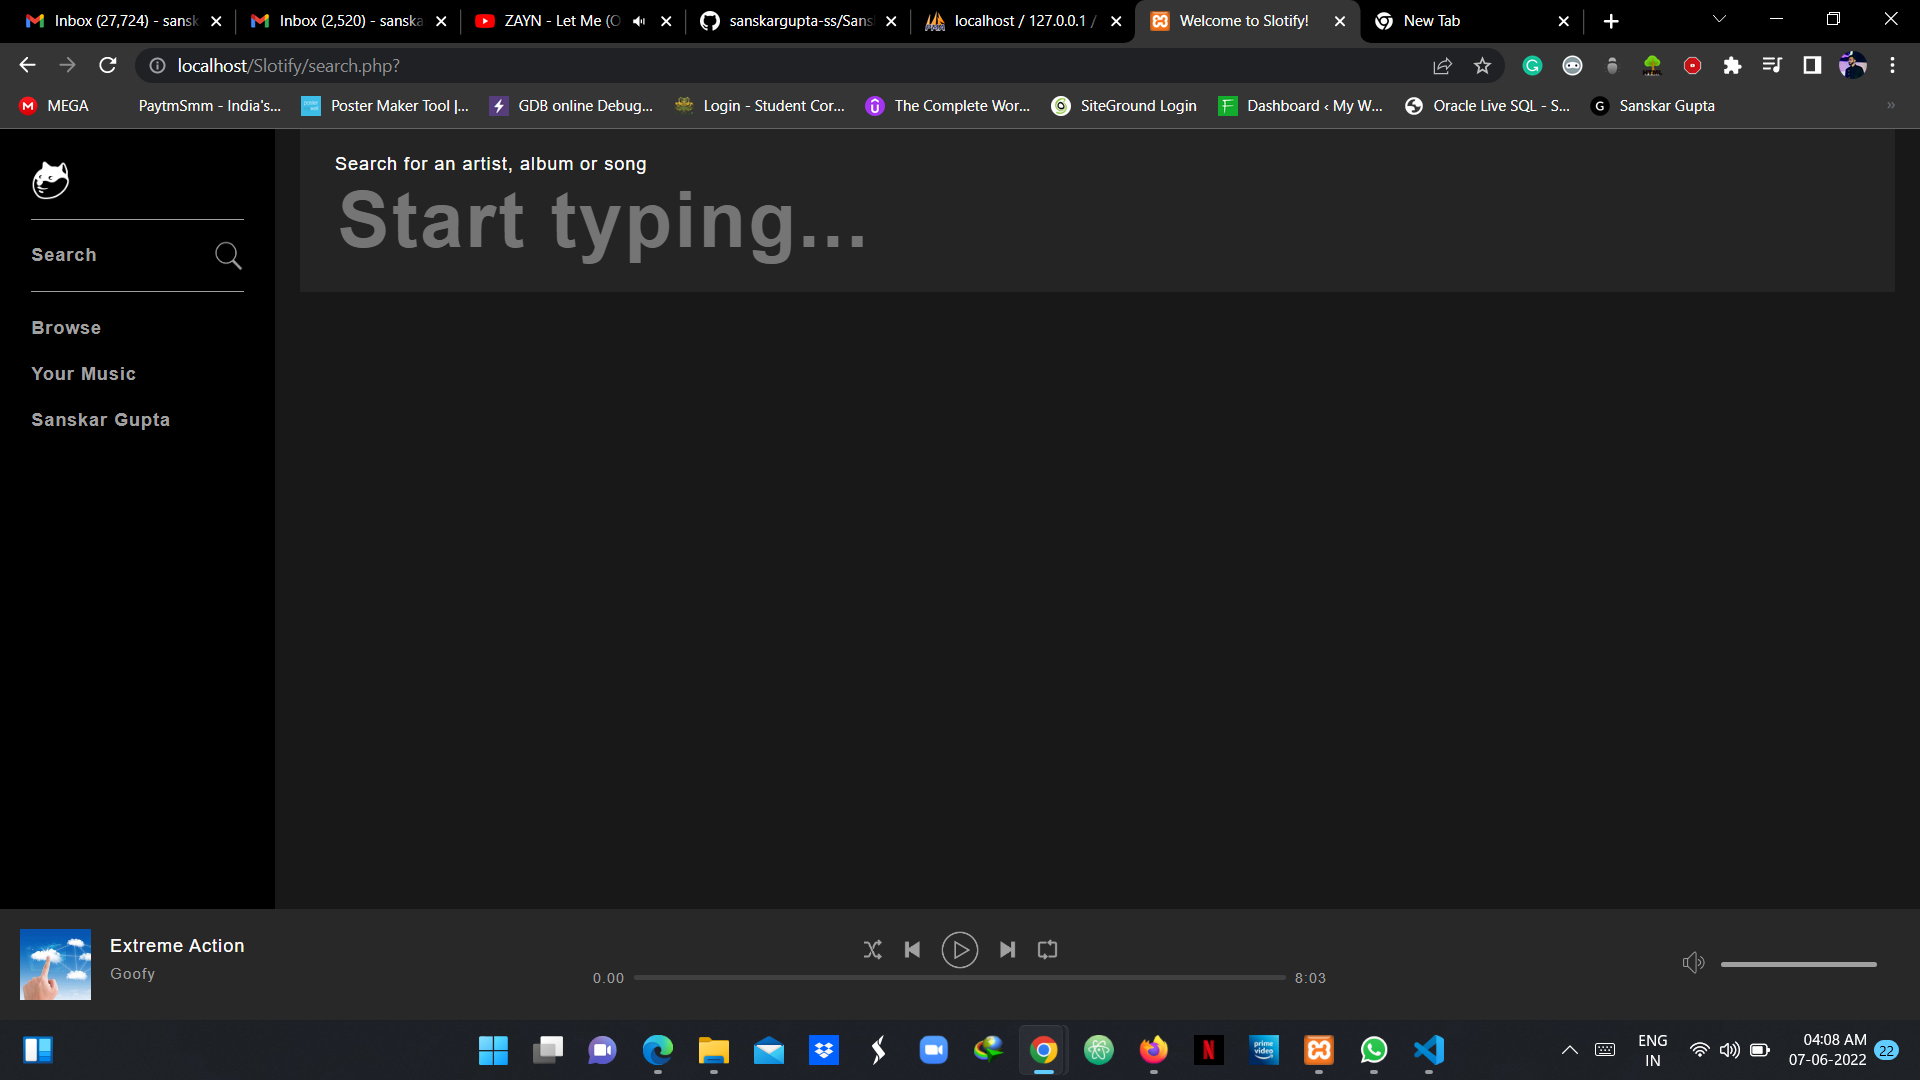 Inbox (27,724) - sansk
Inbox (2,520) - sanska
ZAYN - Let Me (O
sanskargupta-ss/Sans
localhost / 127.0.0.1 /
Welcome to Slotify!
New Tab
localhost/Slotify/search.php?
MEGA
PaytmSmm - India's...
Poster Maker Tool |...
GDB online Debug...
Login - Student Cor...
The Complete Wor...
SiteGround Login
Dashboard ‹ My W...
Oracle Live SQL - S...
Sanskar Gupta
Search for an artist, album or song
Start typing...
Search
Browse
Your Music
Sanskar Gupta
Extreme Action
Goofy
0.00
8:03
ENG
IN
04:08 AM
07-06-2022
22